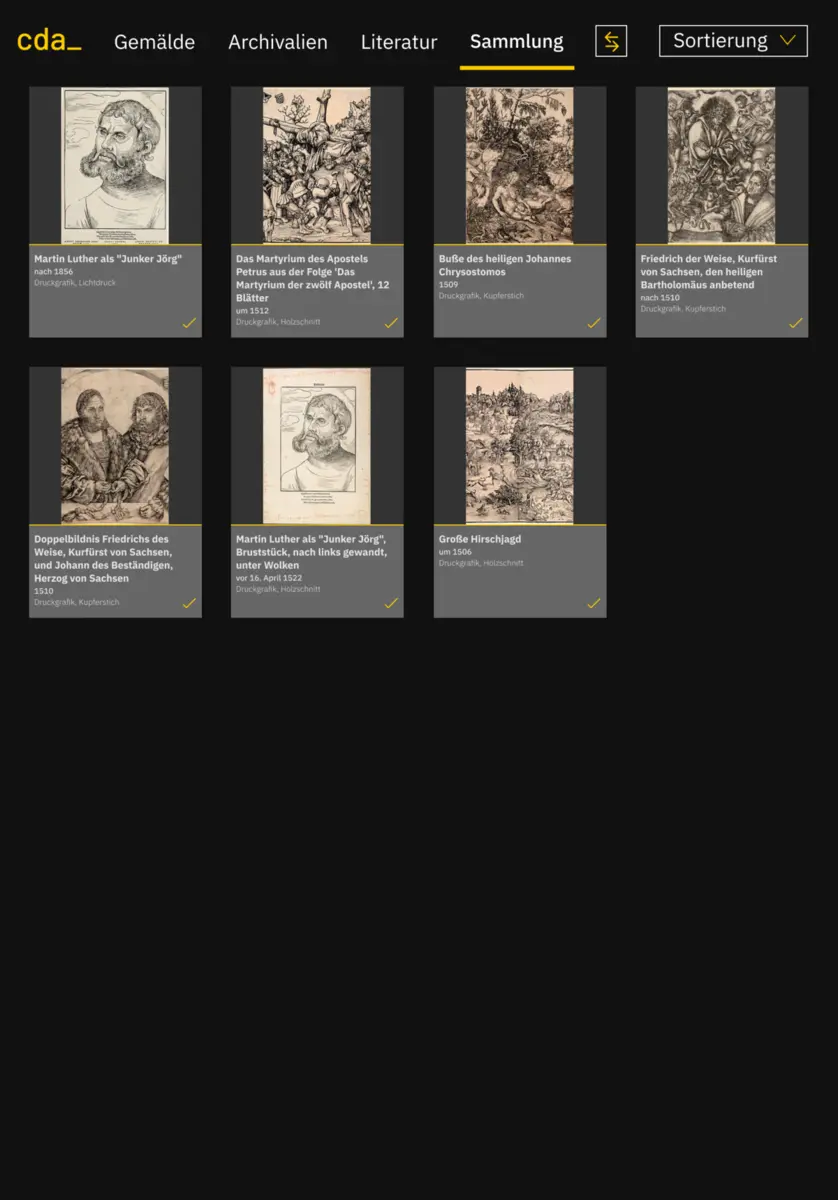 cda_
Gemälde
Archivalien
Literatur
Sammlung
Sortierung
Martin Luther als "Junker Jörg"
nach 1856
Druckgrafik, Lichtdruck
Das Martyrium des Apostels
Petrus aus der Folge 'Das
Martyrium der zwölf Apostel', 12
Blätter
um 1512
Druckgrafik, Holzschnitt
Buße des heiligen Johannes
Chrysostomos
1509
Druckgrafik, Kupferstich
Friedrich der Weise, Kurfürst
von Sachsen, den heiligen
Bartholomäus anbetend
nach 1510
Druckgrafik, Kupferstich
Doppelbildnis Friedrichs des
Weise, Kurfürst von Sachsen,
und Johann des Beständigen,
Herzog von Sachsen
1510
Druckgrafik, Kupferstich
Martin Luther als "Junker Jörg",
Bruststück, nach links gewandt,
unter Wolken
vor 16. April 1522
Druckgrafik, Holzschnitt
Große Hirschjagd
um 1506
Druckgrafik, Holzschnitt